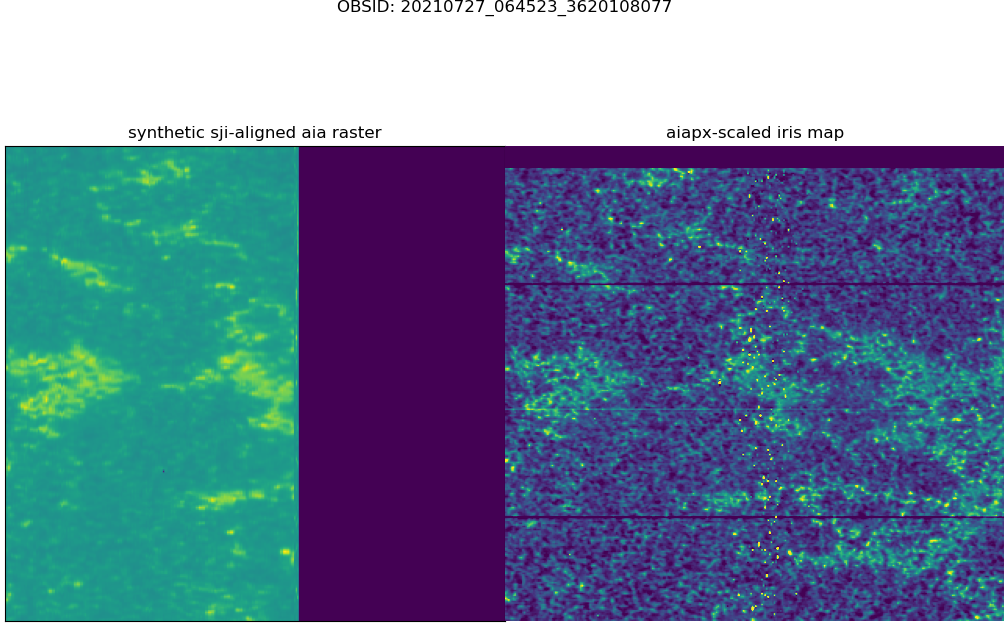 OBSID: 20210727_064523_3620108077
synthetic sji-aligned aia raster
aiapx-scaled iris map